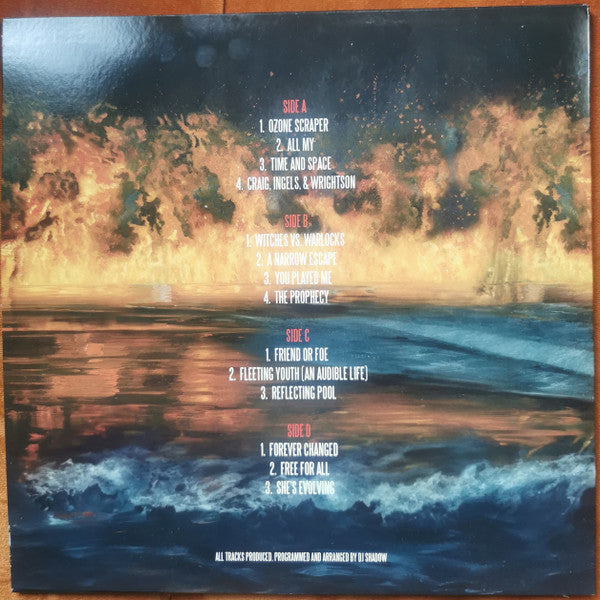 SIDE A
1. OZONE SCRAPER
2. ALL MY
3. TIME AND SPACE
4. CRAIG, INGELS, & WRIGHTSON
SIDE B
1. WITCHES VS. WARLOCKS
2. A NARROW ESCAPE
3. YOU PLAYED ME
4. THE PROPHECY
SIDE C
1. FRIEND OR FOE
2. FLEETING YOUTH (AN AUDIBLE LIFE)
3. REFLECTING POOL
SIDE D
1. FOREVER CHANGED
2. FREE FOR ALL
3. SHE'S EVOLVING
ALL TRACKS PRODUCED, PROGRAMMED AND ARRANGED BY DJ SHADOW